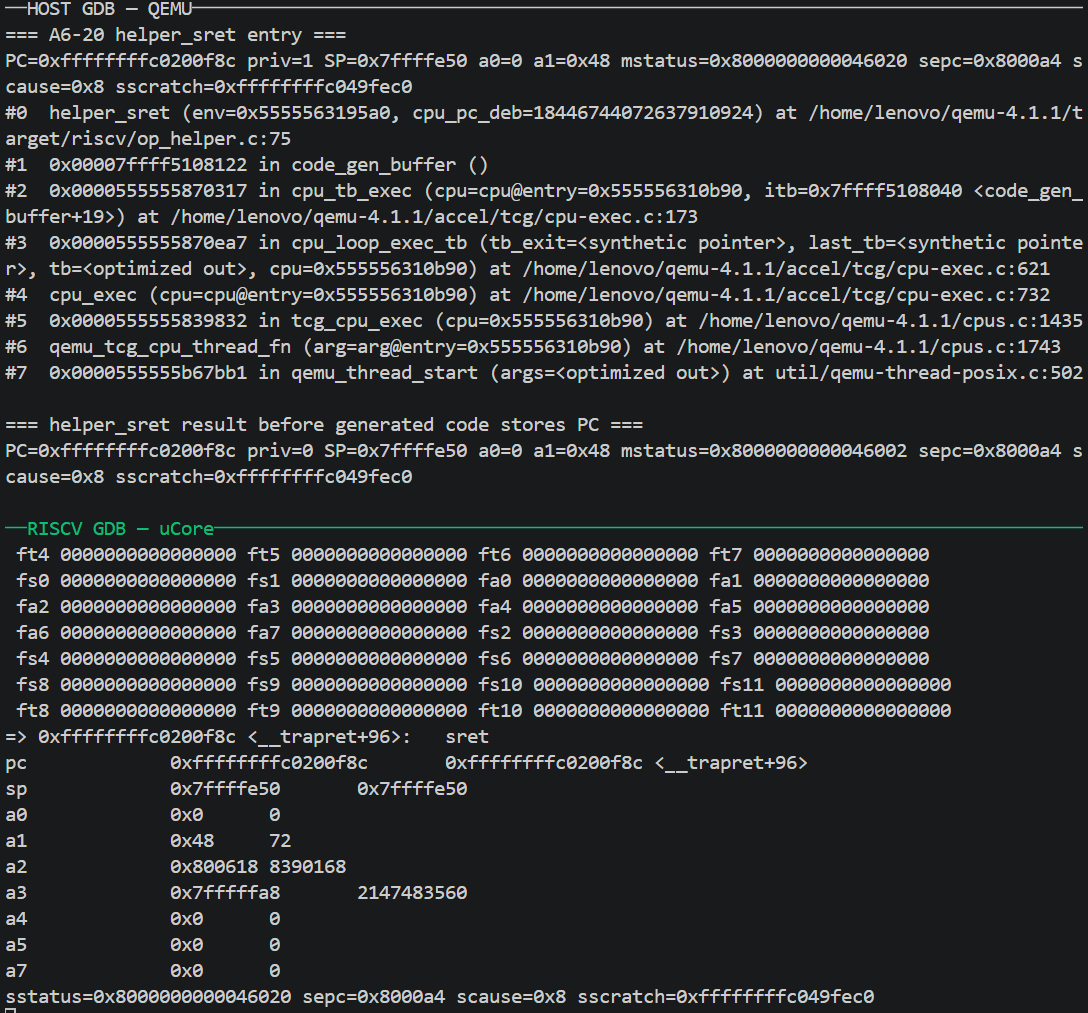 HOST GDB — QEMU
=== A6-20 helper_sret entry ===
PC=0xffffffffc0200f8c priv=1 SP=0x7ffffe50 a0=0 a1=0x48 mstatus=0x8000000000046020 sepc=0x8000a4 s
cause=0x8 sscratch=0xffffffffc049fec0
#0  helper_sret (env=0x5555563195a0, cpu_pc_deb=18446744072637910924) at /home/lenovo/qemu-4.1.1/t
arget/riscv/op_helper.c:75
#1  0x00007ffff5108122 in code_gen_buffer ()
#2  0x0000555555870317 in cpu_tb_exec (cpu=cpu@entry=0x555556310b90, itb=0x7ffff5108040 <code_gen_
buffer+19>) at /home/lenovo/qemu-4.1.1/accel/tcg/cpu-exec.c:173
#3  0x0000555555870ea7 in cpu_loop_exec_tb (tb_exit=<synthetic pointer>, last_tb=<synthetic pointe
r>, tb=<optimized out>, cpu=0x555556310b90) at /home/lenovo/qemu-4.1.1/accel/tcg/cpu-exec.c:621
#4  cpu_exec (cpu=cpu@entry=0x555556310b90) at /home/lenovo/qemu-4.1.1/accel/tcg/cpu-exec.c:732
#5  0x0000555555839832 in tcg_cpu_exec (cpu=0x555556310b90) at /home/lenovo/qemu-4.1.1/cpus.c:1435
#6  qemu_tcg_cpu_thread_fn (arg=arg@entry=0x555556310b90) at /home/lenovo/qemu-4.1.1/cpus.c:1743
#7  0x0000555555b67bb1 in qemu_thread_start (args=<optimized out>) at util/qemu-thread-posix.c:502
=== helper_sret result before generated code stores PC ===
PC=0xffffffffc0200f8c priv=0 SP=0x7ffffe50 a0=0 a1=0x48 mstatus=0x8000000000046002 sepc=0x8000a4 s
cause=0x8 sscratch=0xffffffffc049fec0
RISCV GDB — uCore
ft4 0000000000000000 ft5 0000000000000000 ft6 0000000000000000 ft7 0000000000000000
fs0 0000000000000000 fs1 0000000000000000 fa0 0000000000000000 fa1 0000000000000000
fa2 0000000000000000 fa3 0000000000000000 fa4 0000000000000000 fa5 0000000000000000
fa6 0000000000000000 fa7 0000000000000000 fs2 0000000000000000 fs3 0000000000000000
fs4 0000000000000000 fs5 0000000000000000 fs6 0000000000000000 fs7 0000000000000000
fs8 0000000000000000 fs9 0000000000000000 fs10 0000000000000000 fs11 0000000000000000
ft8 0000000000000000 ft9 0000000000000000 ft10 0000000000000000 ft11 0000000000000000
=> 0xffffffffc0200f8c <__trapret+96>:   sret
pc             0xffffffffc0200f8c       0xffffffffc0200f8c <__trapret+96>
sp             0x7ffffe50       0x7ffffe50
a0             0x0      0
a1             0x48     72
a2             0x800618 8390168
a3             0x7fffffa8       2147483560
a4             0x0      0
a5             0x0      0
a7             0x0      0
sstatus=0x8000000000046020 sepc=0x8000a4 scause=0x8 sscratch=0xffffffffc049fec0